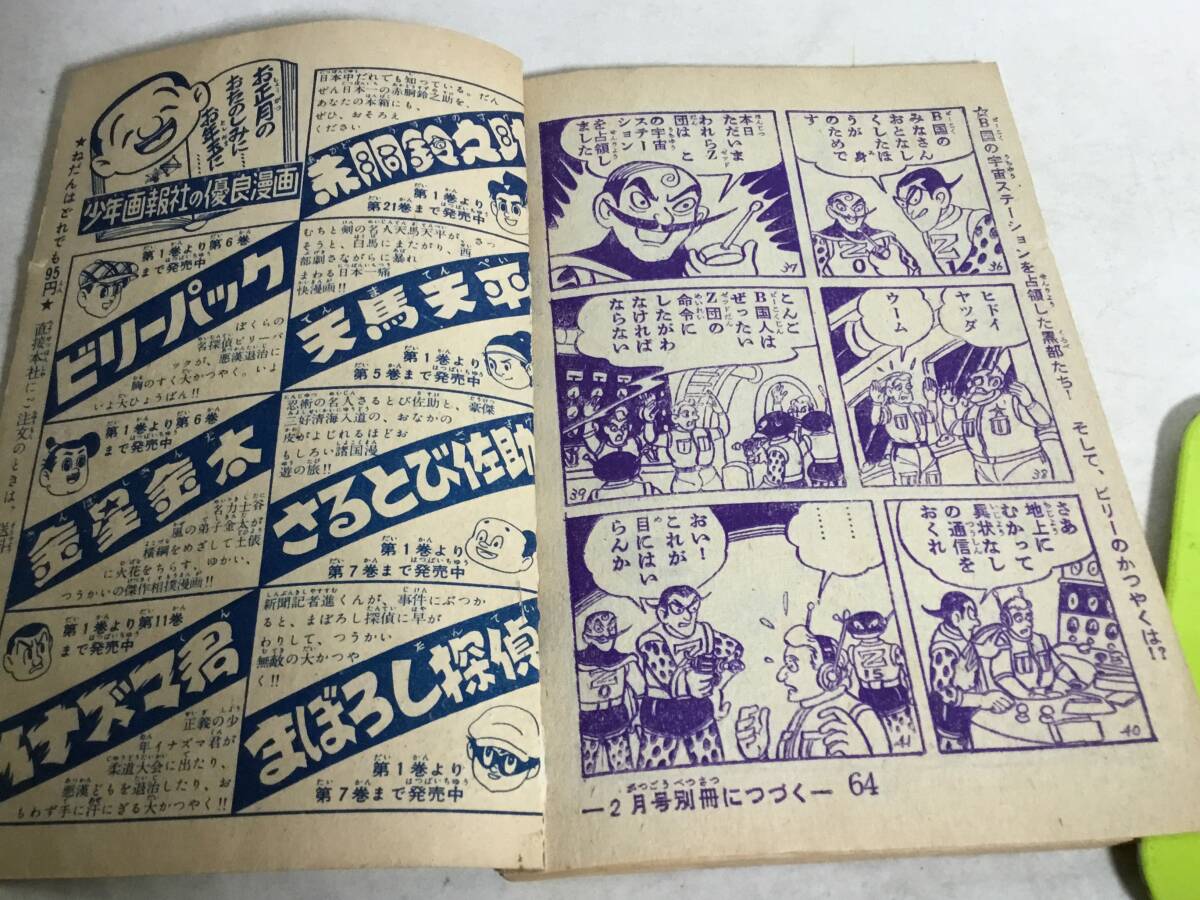 ☆B国の宇宙ステーションを占領した黒部たち! そして、ビリーのかつやくは!?
B国の
みなさん
おとなし
くしたほ
うが身
のためで
す
36
本日
ただいま
われらZ
団は こ
の宇宙
ステー
ション
を占領し
ました
37
ヒドイ
ヤツダ
ウーム
38
こんど
B国人は
ぜったい
Z団の
命令に
したがわ
なければ
ならない
39
さあ
地上に
むかって
異状なし
の通信を
おくれ
40
………
………
おい!
これが
目にはい
らんか
41
―2月号別冊につづく―
64
お正月の
おたのしみに……
お年玉に……
少年画報社の優良漫画
★ねだんはどれでも95円★
直接本社にご注文のときは、
日本中だれでも知っている。だん
ぜん日本一の赤胴鈴之助を、
あなたの本箱にも、
ぜひ、おそろえ
ください
赤胴鈴之助
第1巻より
第21巻まで発売中
第1巻より第6巻
まで発売中
ビリーパック
ぼくらの
名探偵ビリーパ
ックが、悪漢退治に
胸のすく大かつやく。いよ
いよ大ひょうばん!!
むちと剣の名人天馬天平が、さっ
そうと、白馬にまたがり、西
部劇さながらに暴れ
まわる日本一痛
快漫画!!
天馬天平
第1巻より
第5巻まで発売中
第1巻より第6巻
まで発売中
金星金太
名力士谷
嵐の弟子金太が
横綱をめざして土俵
に火花をちらす、ゆかい、
つうかいの傑作相撲漫画!!
忍術の名人さるとび佐助と、豪傑
三好清海入道の、おなかの
皮がよじれるほどお
もしろい諸国漫
遊の旅!!
さるとび佐助
第1巻より
第7巻まで発売中
第1巻より第11巻
まで発売中
イナズマ君
正義の少
年イナズマ君が
柔道大会に出たり、
悪漢どもを退治したり、お
もわず手に汗にぎる大かつやく!!
新聞記者進くんが、事件にぶつか
ると、まぼろし探偵に早が
わりして、つうかい
無敵の大かつや
く!!
まぼろし探偵
第1巻より
第7巻まで発売中